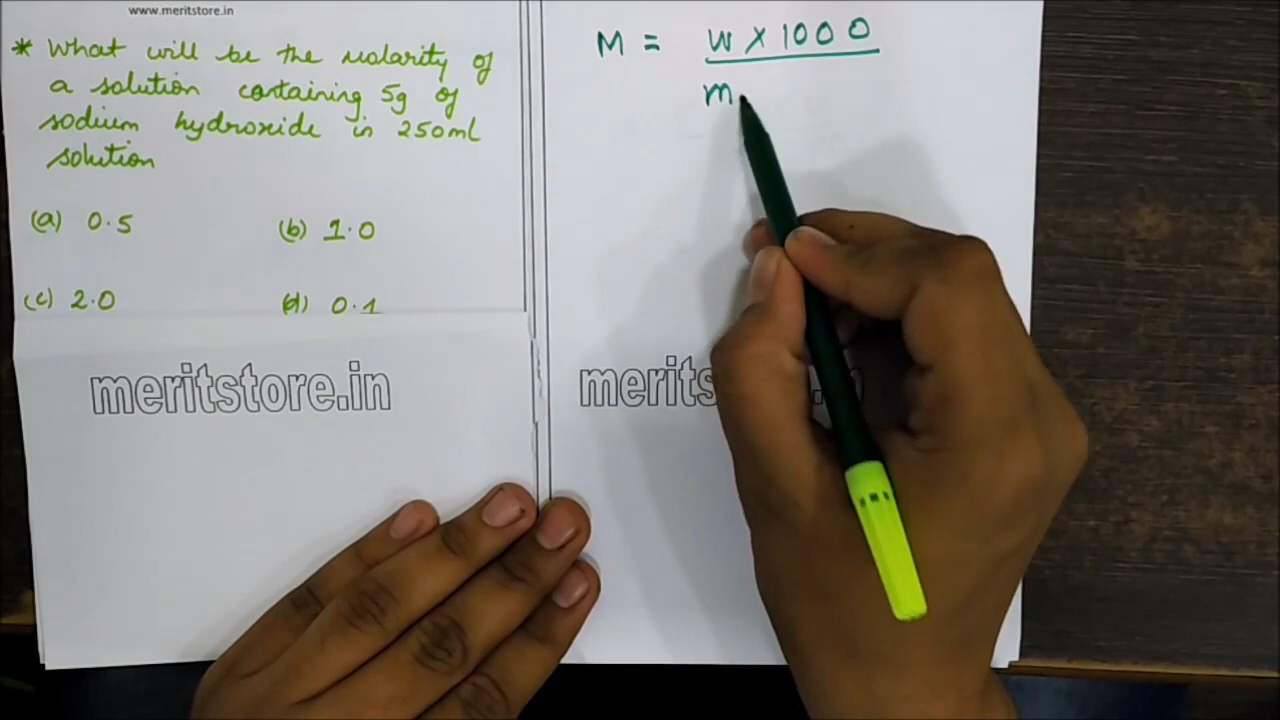 www.meritstore.in
* What will be the molarity of
a solution containing 5g of
sodium hydroxide in 250ml
solution
(a) 0.5
(b) 1.0
(c) 2.0
(d) 0.1
meritstore.in
M = W X 1000
m
merits